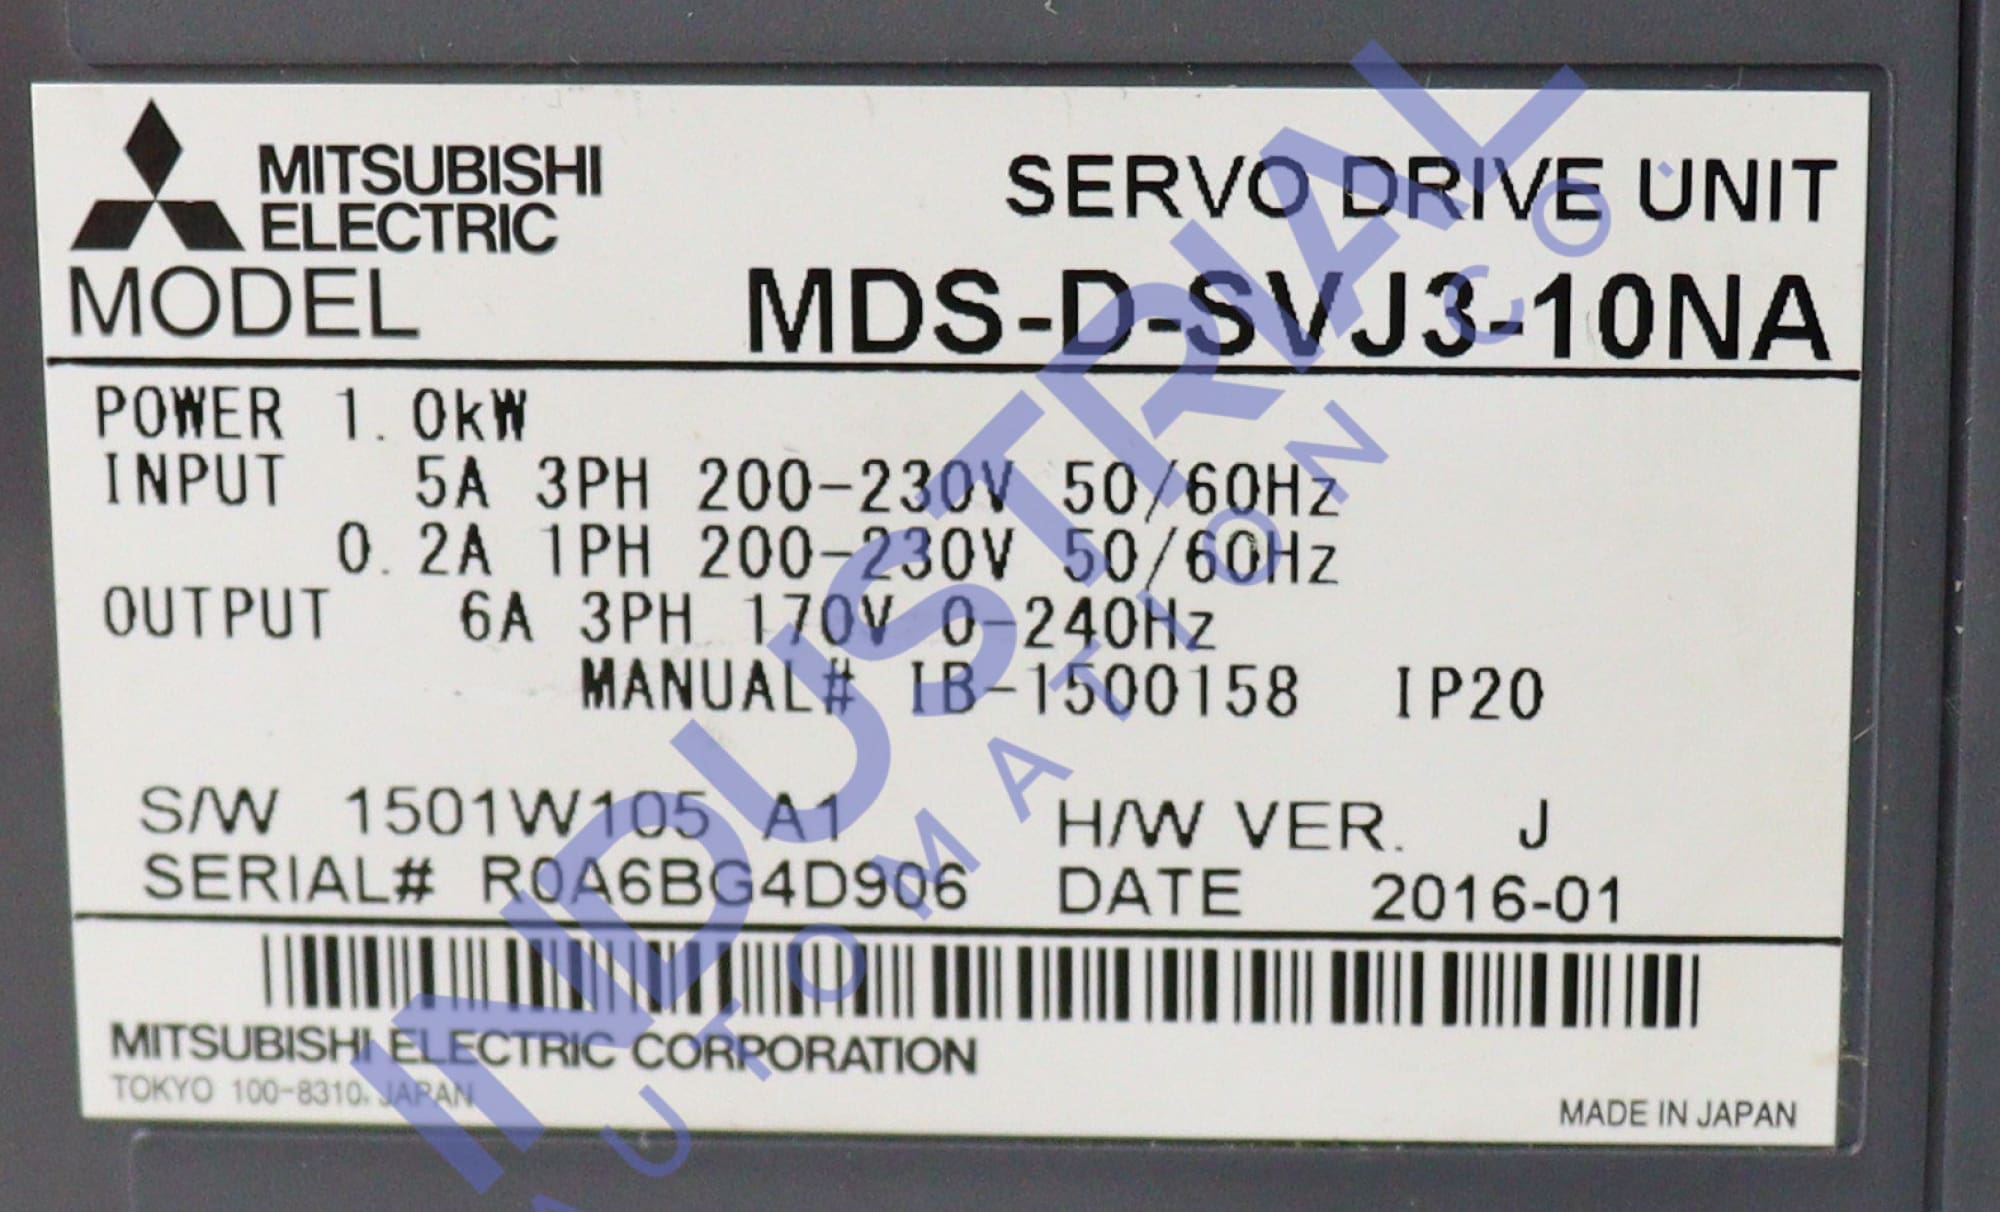 MITSUBISHI
ELECTRIC
SERVO DRIVE UNIT
MODEL MDS-D-SVJ3-10NA
POWER 1.0kW
INPUT 5A 3PH 200-230V 50/60Hz
0.2A 1PH 200-230V 50/60Hz
OUTPUT 6A 3PH 170V 0-240Hz
MANUAL# IB-1500158 IP20
S/W 1501W105 A1 H/W VER. J
SERIAL# R0A6BG4D906 DATE 2016-01
MITSUBISHI ELECTRIC CORPORATION
TOKYO 100-8310, JAPAN
MADE IN JAPAN
INDUSTRIAL
AUTOMATION CO.